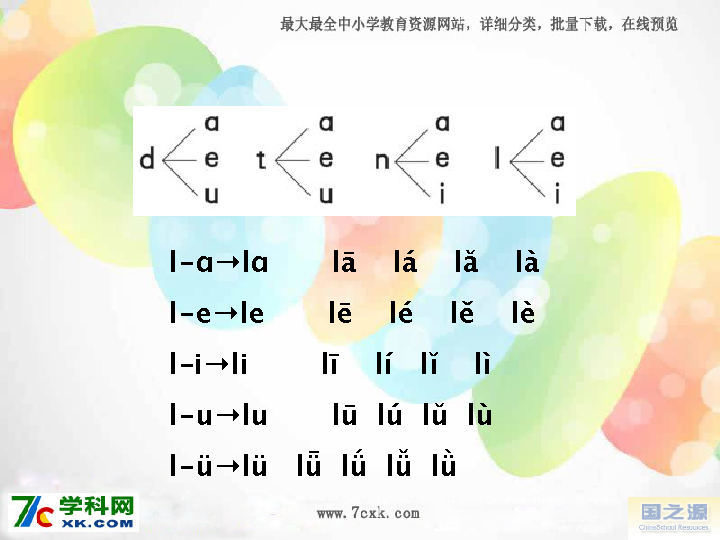 最大最全中小学教育资源网站，详细分类，批量下载，在线预览
a a a a
d e t e n e l e
u u i i
l-ɑ→lɑ lā lá lǎ là
l-e→le lē lé lě lè
l-i→li lī lí lǐ lì
l-u→lu lū lú lǔ lù
l-ü→lü lǖ lǘ lǚ lǜ
7c 学科网
XK.COM
www.7cxk.com
国之源
ChinaSchool Resources